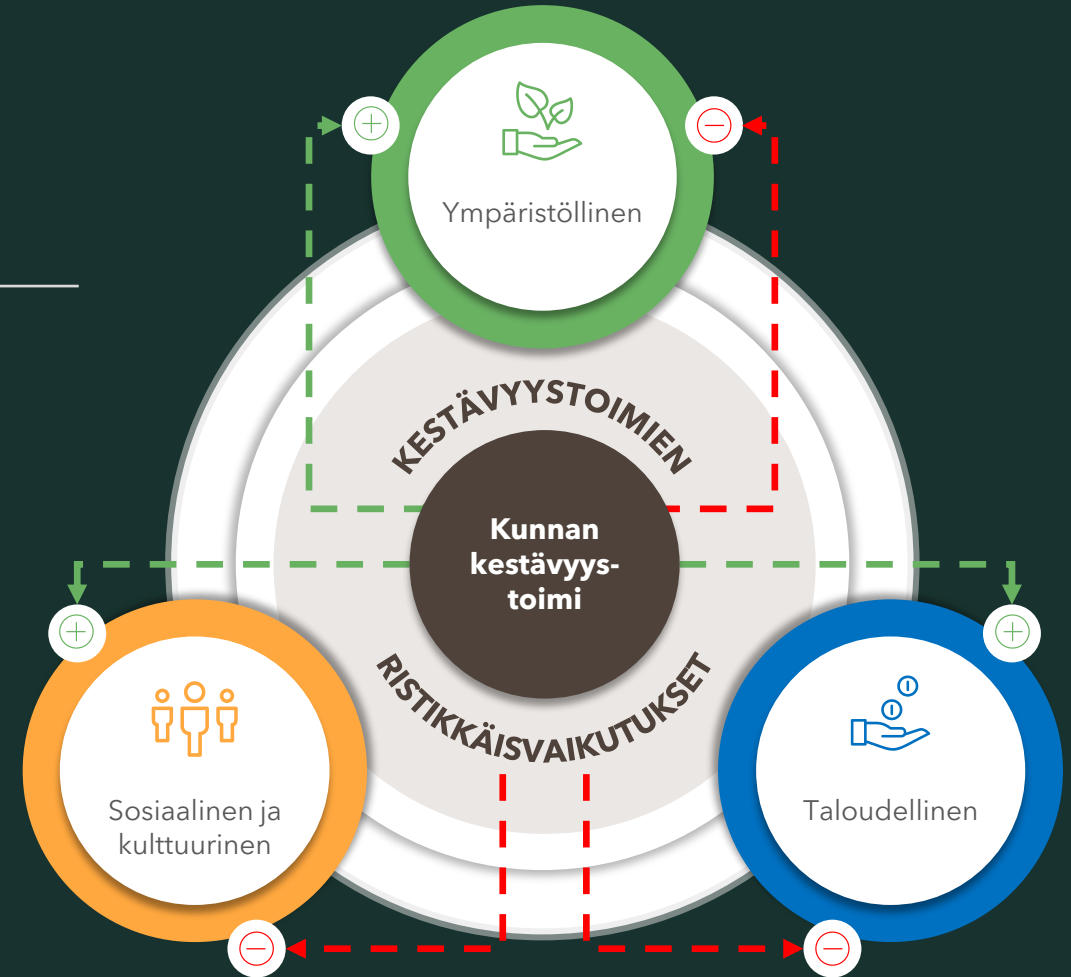 Ympäristöllinen
KESTÄVYYSTOIMIEN
Kunnan
kestävyys-
toimi
RISTIKKÄISVAIKUTUKSET
Sosiaalinen ja
kulttuurinen
Taloudellinen